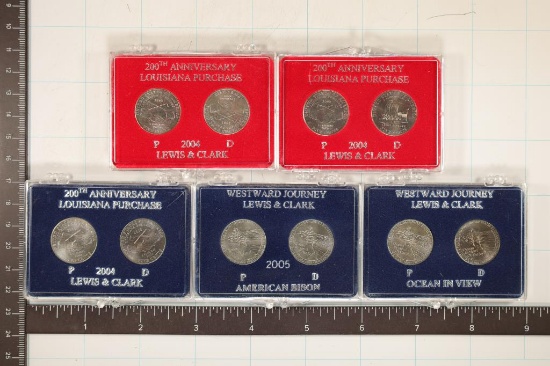 200TH ANNIVERSARY
LOUISIANA PURCHASE
P 2004 D
LEWIS & CLARK
200TH ANNIVERSARY
LOUISIANA PURCHASE
P 2004 D
LEWIS & CLARK
200TH ANNIVERSARY
LOUISIANA PURCHASE
P 2004 D
LEWIS & CLARK
WESTWARD JOURNEY
LEWIS & CLARK
P D
2005
AMERICAN BISON
WESTWARD JOURNEY
LEWIS & CLARK
P D
OCEAN IN VIEW
1 2 3 4 5 6 7 8 9